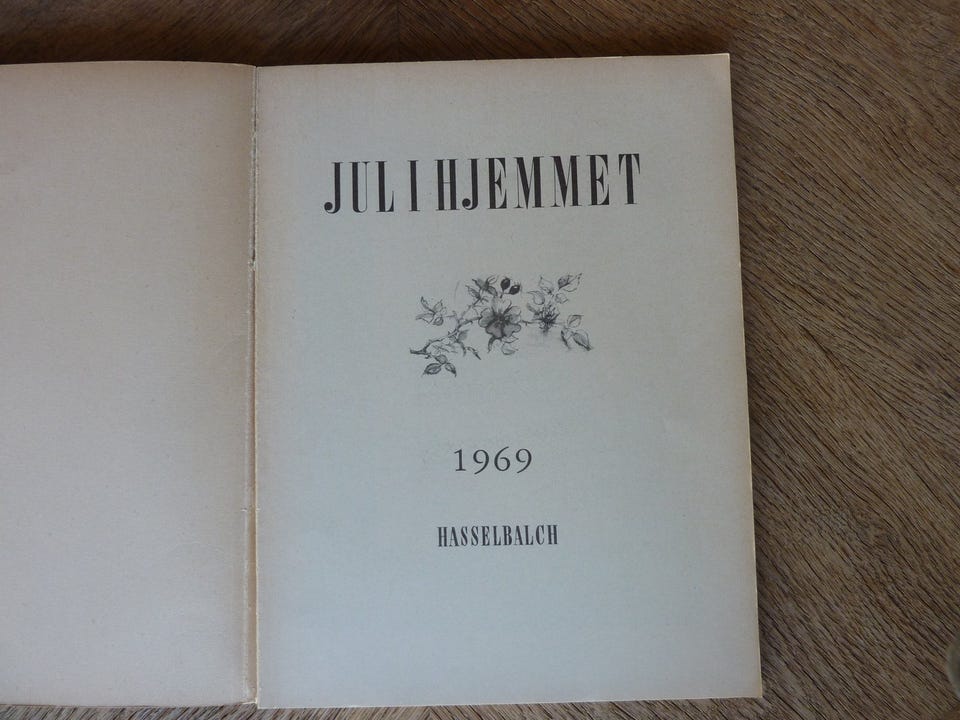 JUL I HJEMMET
1969
HASSELBALCH